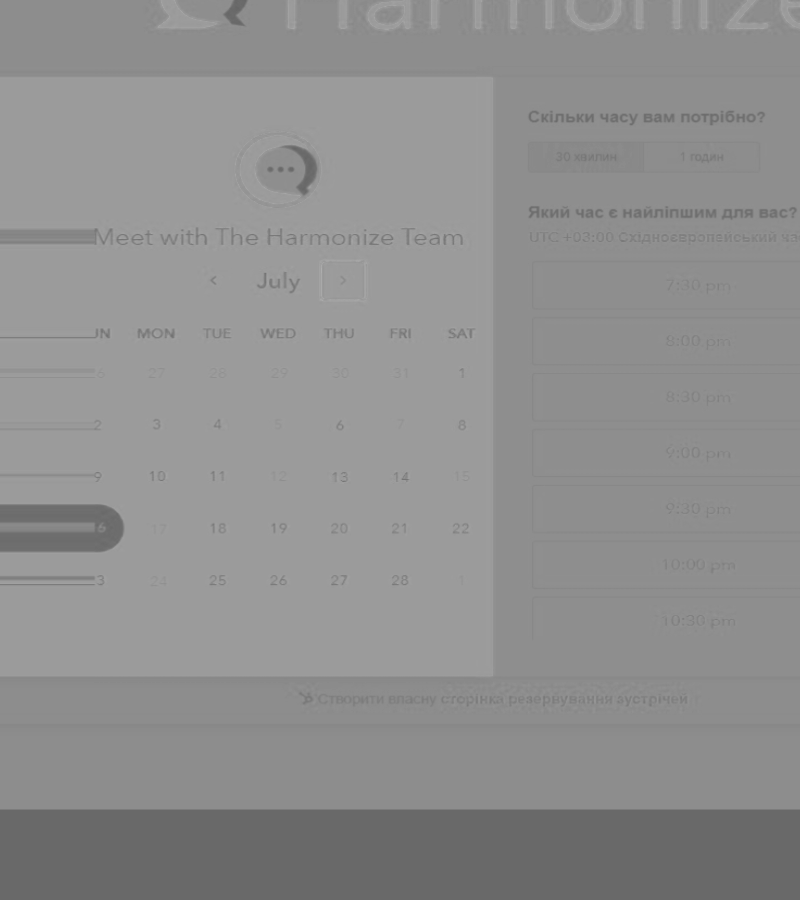 Harmonize
Meet with The Harmonize Team
‹ July ›
UN MON TUE WED THU FRI SAT
6 27 28 29 30 31 1
2 3 4 5 6 7 8
9 10 11 12 13 14 15
6 17 18 19 20 21 22
3 24 25 26 27 28 1
Скільки часу вам потрібно?
30 хвилин 1 годин
Який час є найліпшим для вас?
UTC +03:00 Східноєвропейський ча
7:30 pm
8:00 pm
8:30 pm
9:00 pm
9:30 pm
10:00 pm
10:30 pm
Створити власну сторінка резервування зустрічей